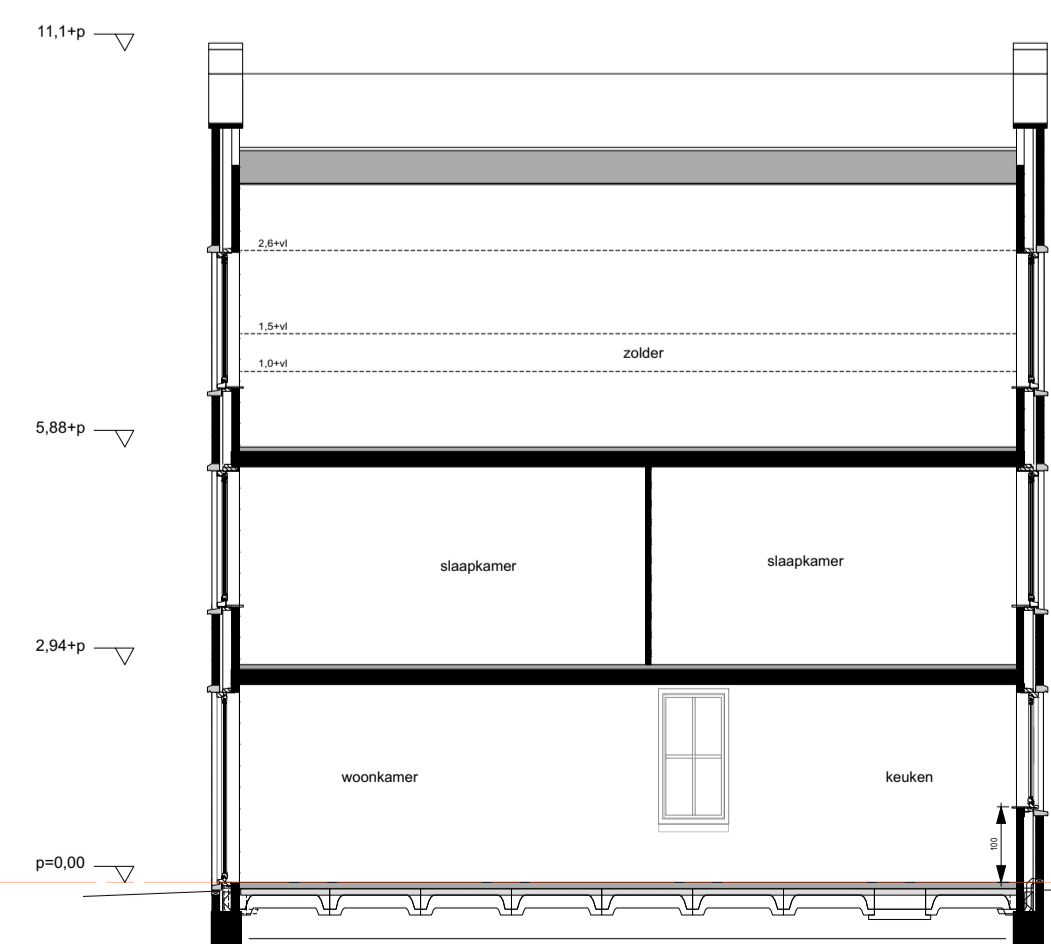 11,1+p
2,6+vl
1,5+vl
zolder
1,0+vl
5,88+p
slaapkamer
slaapkamer
2,94+p
woonkamer
keuken
100
p=0,00